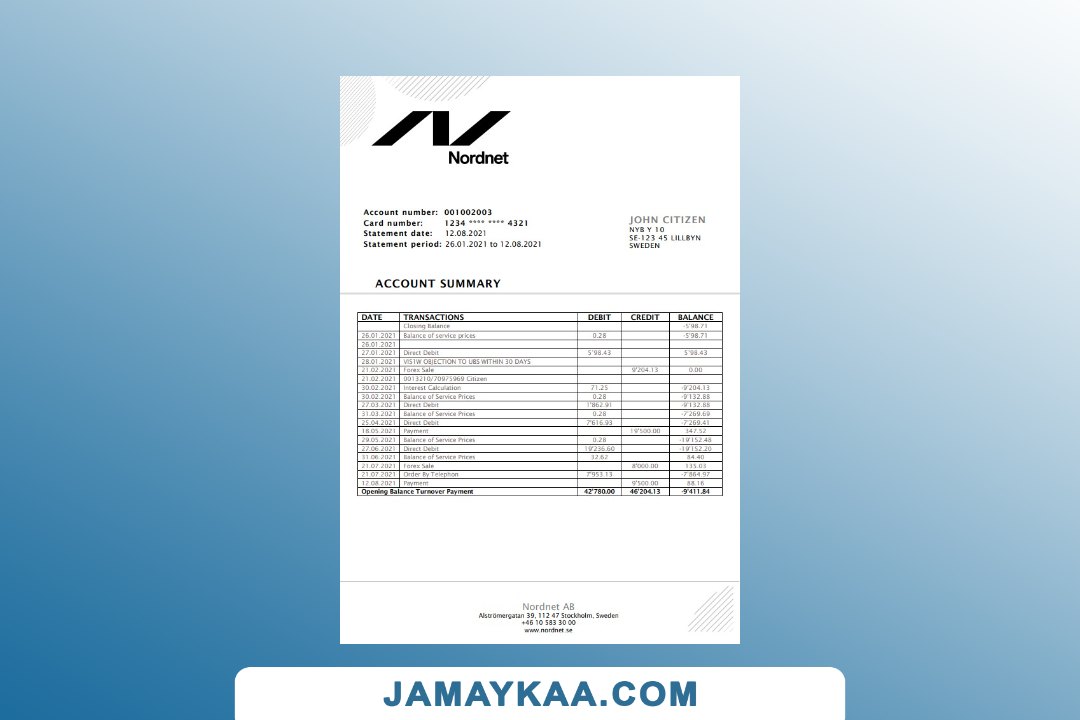 Nordnet
Account number: 001002003
Card number: 1234 **** **** 4321
Statement date: 12.08.2021
Statement period: 26.01.2021 to 12.08.2021
JOHN CITIZEN
NYB Y 10
SE-123 45 LILLBYN
SWEDEN
ACCOUNT SUMMARY
DATE TRANSACTIONS DEBIT CREDIT BALANCE
Closing Balance -5'98.71
26.01.2021 Balance of service prices 0.28 -5'98.71
26.01.2021
27.01.2021 Direct Debit 5'98.43 5'98.43
28.01.2021 VIS1W OBJECTION TO UBS WITHIN 30 DAYS
21.02.2021 Forex Sale 9'204.13 0.00
21.02.2021 0013210/70975969 Citizen
30.02.2021 Interest Calculation 71.25 -9'204.13
30.02.2021 Balance of Service Prices 0.28 -9'132.88
27.03.2021 Direct Debit 1'862.91 -9'132.88
31.03.2021 Balance of Service Prices 0.28 -7'269.69
25.04.2021 Direct Debit 7'616.93 -7'269.41
18.05.2021 Payment 19'500.00 347.52
29.05.2021 Balance of Service Prices 0.28 -19'152.48
27.06.2021 Direct Debit 19'236.60 -19'152.20
31.06.2021 Balance of Service Prices 32.62 84.40
21.07.2021 Forex Sale 8'000.00 135.03
21.07.2021 Order By Telephon 7'953.13 -7'864.97
12.08.2021 Payment 9'500.00 88.16
Opening Balance Turnover Payment 42'780.00 46'204.13 -9'411.84
Nordnet AB
Alströmergatan 39, 112 47 Stockholm, Sweden
+46 10 583 30 00
www.nordnet.se
JAMAYKAA.COM